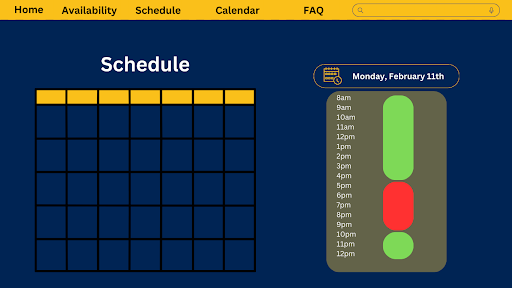 Home Availability Schedule Calendar FAQ
Schedule
Monday, February 11th
8am
9am
10am
11am
12pm
1pm
2pm
3pm
4pm
5pm
6pm
7pm
8pm
9pm
10pm
11pm
12pm